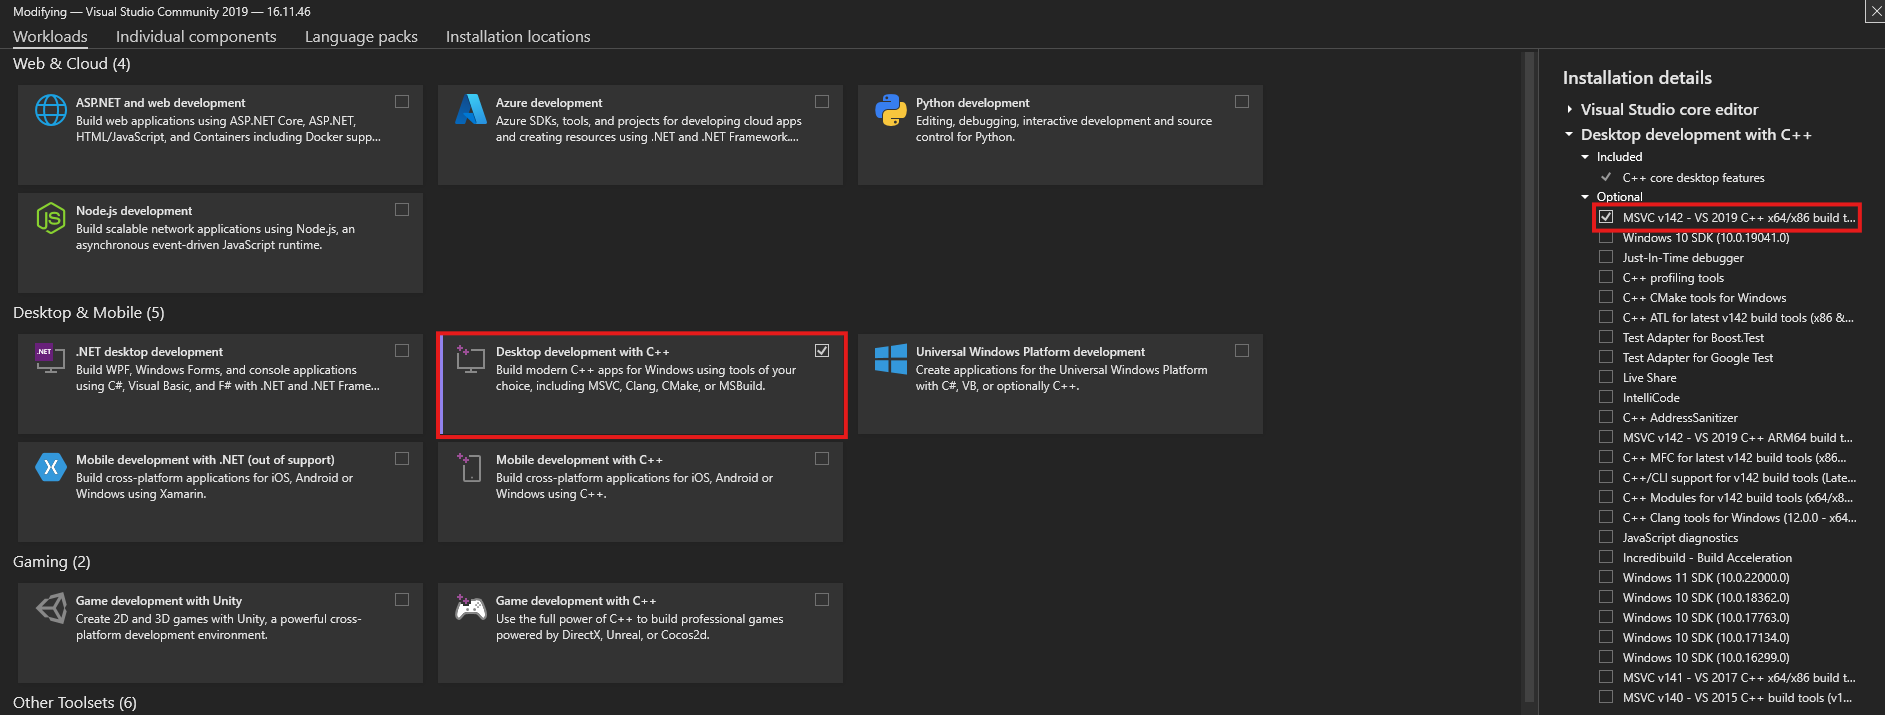 Modifying — Visual Studio Community 2019 — 16.11.46
Workloads
Individual components
Language packs
Installation locations
Web & Cloud (4)
ASP.NET and web development
Build web applications using ASP.NET Core, ASP.NET,
HTML/JavaScript, and Containers including Docker supp...
Azure development
Azure SDKs, tools, and projects for developing cloud apps
and creating resources using .NET and .NET Framework....
Python development
Editing, debugging, interactive development and source
control for Python.
JS
Node.js development
Build scalable network applications using Node.js, an
asynchronous event-driven JavaScript runtime.
Desktop & Mobile (5)
.NET
.NET desktop development
Build WPF, Windows Forms, and console applications
using C#, Visual Basic, and F# with .NET and .NET Frame...
Desktop development with C++
Build modern C++ apps for Windows using tools of your
choice, including MSVC, Clang, CMake, or MSBuild.
Universal Windows Platform development
Create applications for the Universal Windows Platform
with C#, VB, or optionally C++.
Mobile development with .NET (out of support)
Build cross-platform applications for iOS, Android or
Windows using Xamarin.
Mobile development with C++
Build cross-platform applications for iOS, Android or
Windows using C++.
Gaming (2)
Game development with Unity
Create 2D and 3D games with Unity, a powerful cross-
platform development environment.
Game development with C++
Use the full power of C++ to build professional games
powered by DirectX, Unreal, or Cocos2d.
Other Toolsets (6)
Installation details
Visual Studio core editor
Desktop development with C++
Included
C++ core desktop features
Optional
MSVC v142 - VS 2019 C++ x64/x86 build t...
Windows 10 SDK (10.0.19041.0)
Just-In-Time debugger
C++ profiling tools
C++ CMake tools for Windows
C++ ATL for latest v142 build tools (x86 &...
Test Adapter for Boost.Test
Test Adapter for Google Test
Live Share
IntelliCode
C++ AddressSanitizer
MSVC v142 - VS 2019 C++ ARM64 build t...
C++ MFC for latest v142 build tools (x86...
C++/CLI support for v142 build tools (Late...
C++ Modules for v142 build tools (x64/x8...
C++ Clang tools for Windows (12.0.0 - x64...
JavaScript diagnostics
Incredibuild - Build Acceleration
Windows 11 SDK (10.0.22000.0)
Windows 10 SDK (10.0.18362.0)
Windows 10 SDK (10.0.17763.0)
Windows 10 SDK (10.0.17134.0)
Windows 10 SDK (10.0.16299.0)
MSVC v141 - VS 2017 C++ x64/x86 build t...
MSVC v140 - VS 2015 C++ build tools (v1...